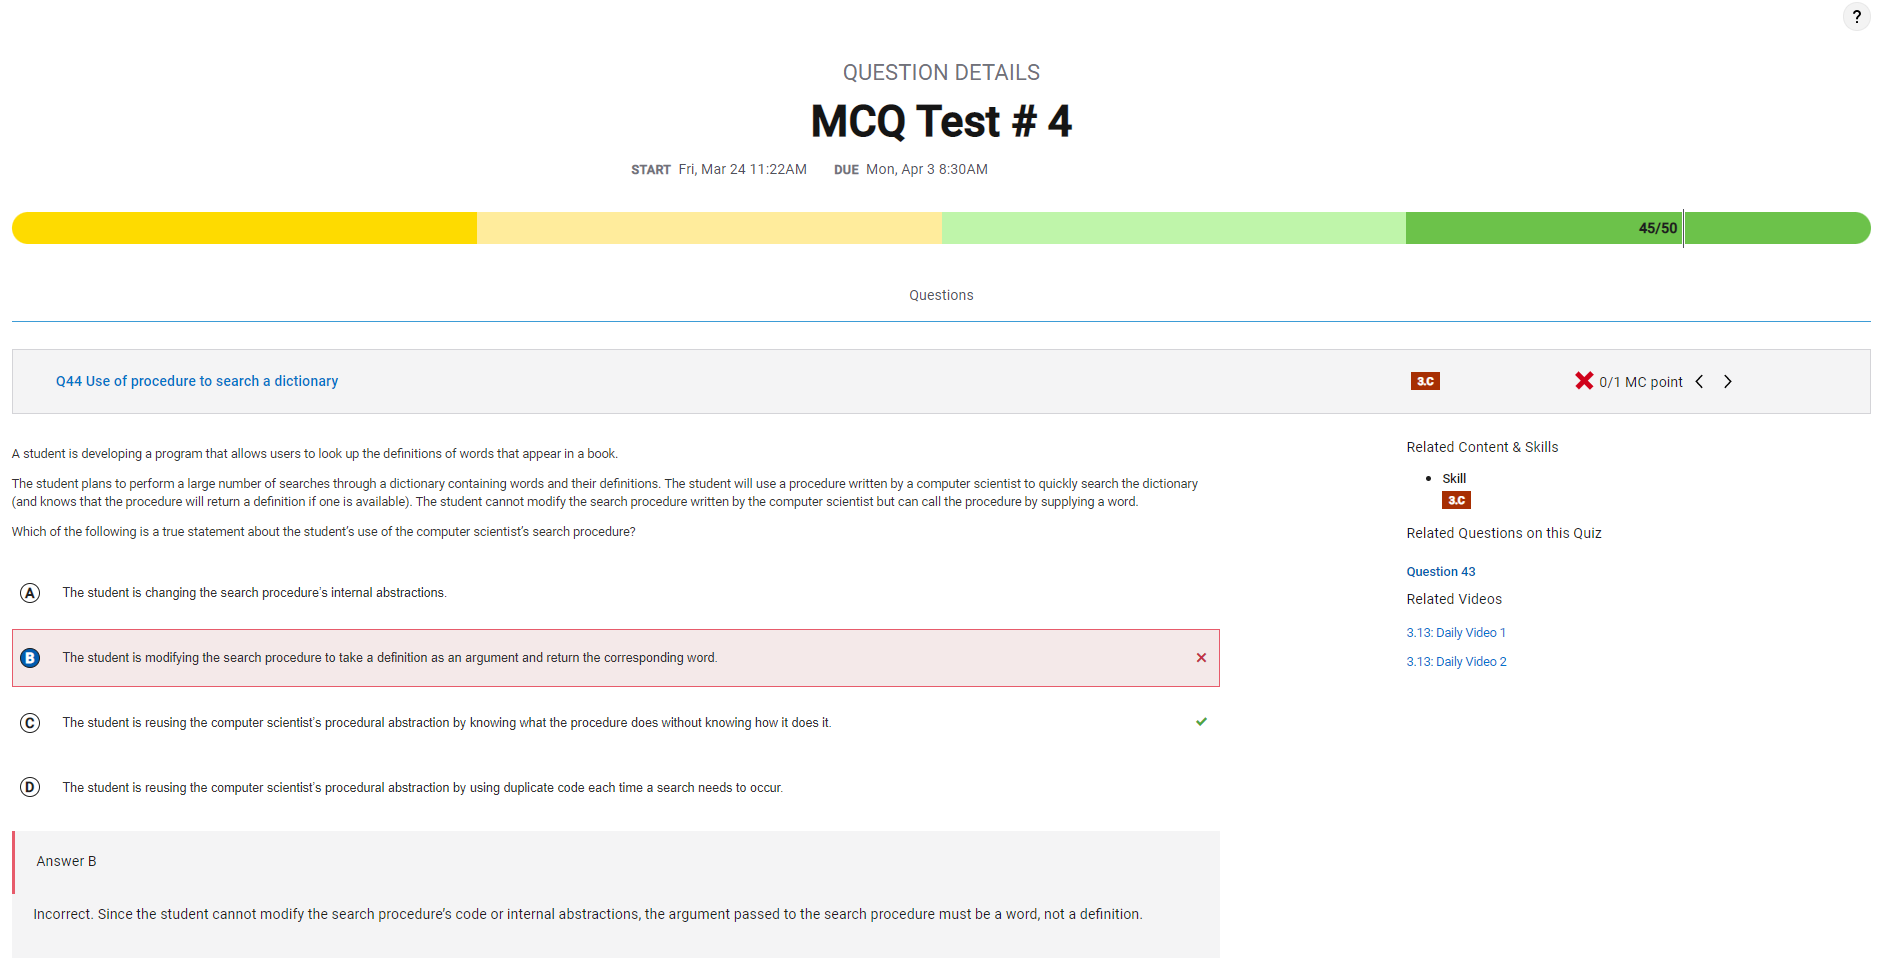 ?
QUESTION DETAILS
MCQ Test # 4
START Fri, Mar 24 11:22AM DUE Mon, Apr 3 8:30AM
45/50
Questions
Q44 Use of procedure to search a dictionary 3.C 0/1 MC point
A student is developing a program that allows users to look up the definitions of words that appear in a book.
The student plans to perform a large number of searches through a dictionary containing words and their definitions. The student will use a procedure written by a computer scientist to quickly search the dictionary
(and knows that the procedure will return a definition if one is available). The student cannot modify the search procedure written by the computer scientist but can call the procedure by supplying a word.
Which of the following is a true statement about the student’s use of the computer scientist’s search procedure?
A The student is changing the search procedure’s internal abstractions.
B The student is modifying the search procedure to take a definition as an argument and return the corresponding word.
C The student is reusing the computer scientist’s procedural abstraction by knowing what the procedure does without knowing how it does it.
D The student is reusing the computer scientist’s procedural abstraction by using duplicate code each time a search needs to occur.
Answer B
Incorrect. Since the student cannot modify the search procedure’s code or internal abstractions, the argument passed to the search procedure must be a word, not a definition.
Related Content & Skills
Skill
3.C
Related Questions on this Quiz
Question 43
Related Videos
3.13: Daily Video 1
3.13: Daily Video 2